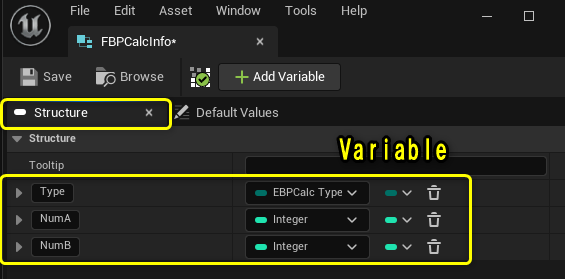 File Edit Asset Window Tools Help
FBPCalcInfo*
Save Browse Add Variable
Structure Default Values
Structure
Variable
Tooltip
Type EBPCalc Type
NumA Integer
NumB Integer